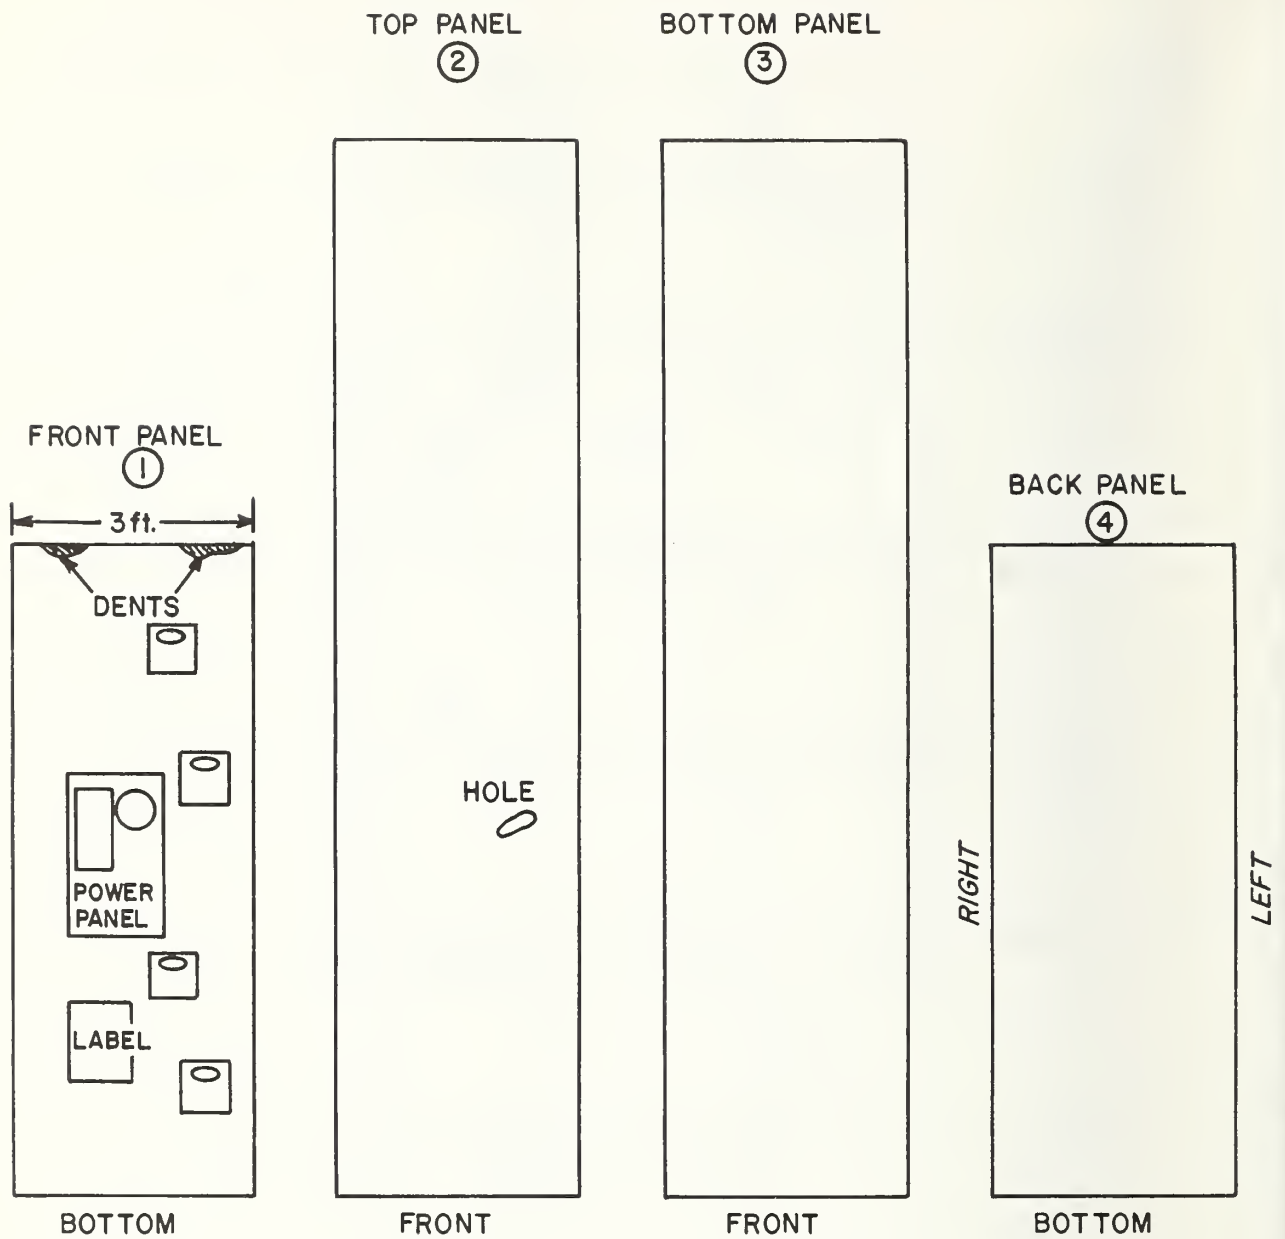 TOP PANEL
2
BOTTOM PANEL
3
FRONT PANEL
1
3 ft.
DENTS
POWER
PANEL
LABEL
BOTTOM
HOLE
FRONT
FRONT
BACK PANEL
4
RIGHT
LEFT
BOTTOM